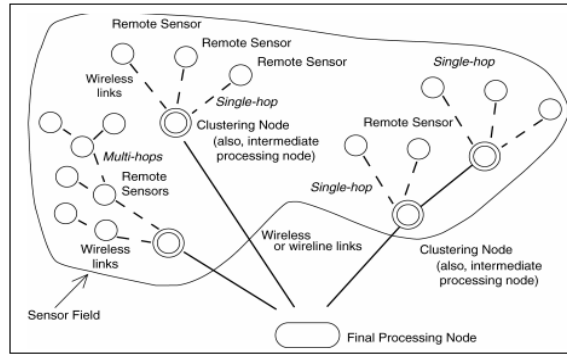 Remote Sensor
Remote Sensor
Remote Sensor
Wireless
links
Single-hop
Clustering Node
(also, intermediate
processing node)
Multi-hops
Remote
Sensors
Wireless
links
Sensor Field
Single-hop
Remote Sensor
Single-hop
Wireless
or wireline links
Clustering Node
(also, intermediate
processing node)
Final Processing Node